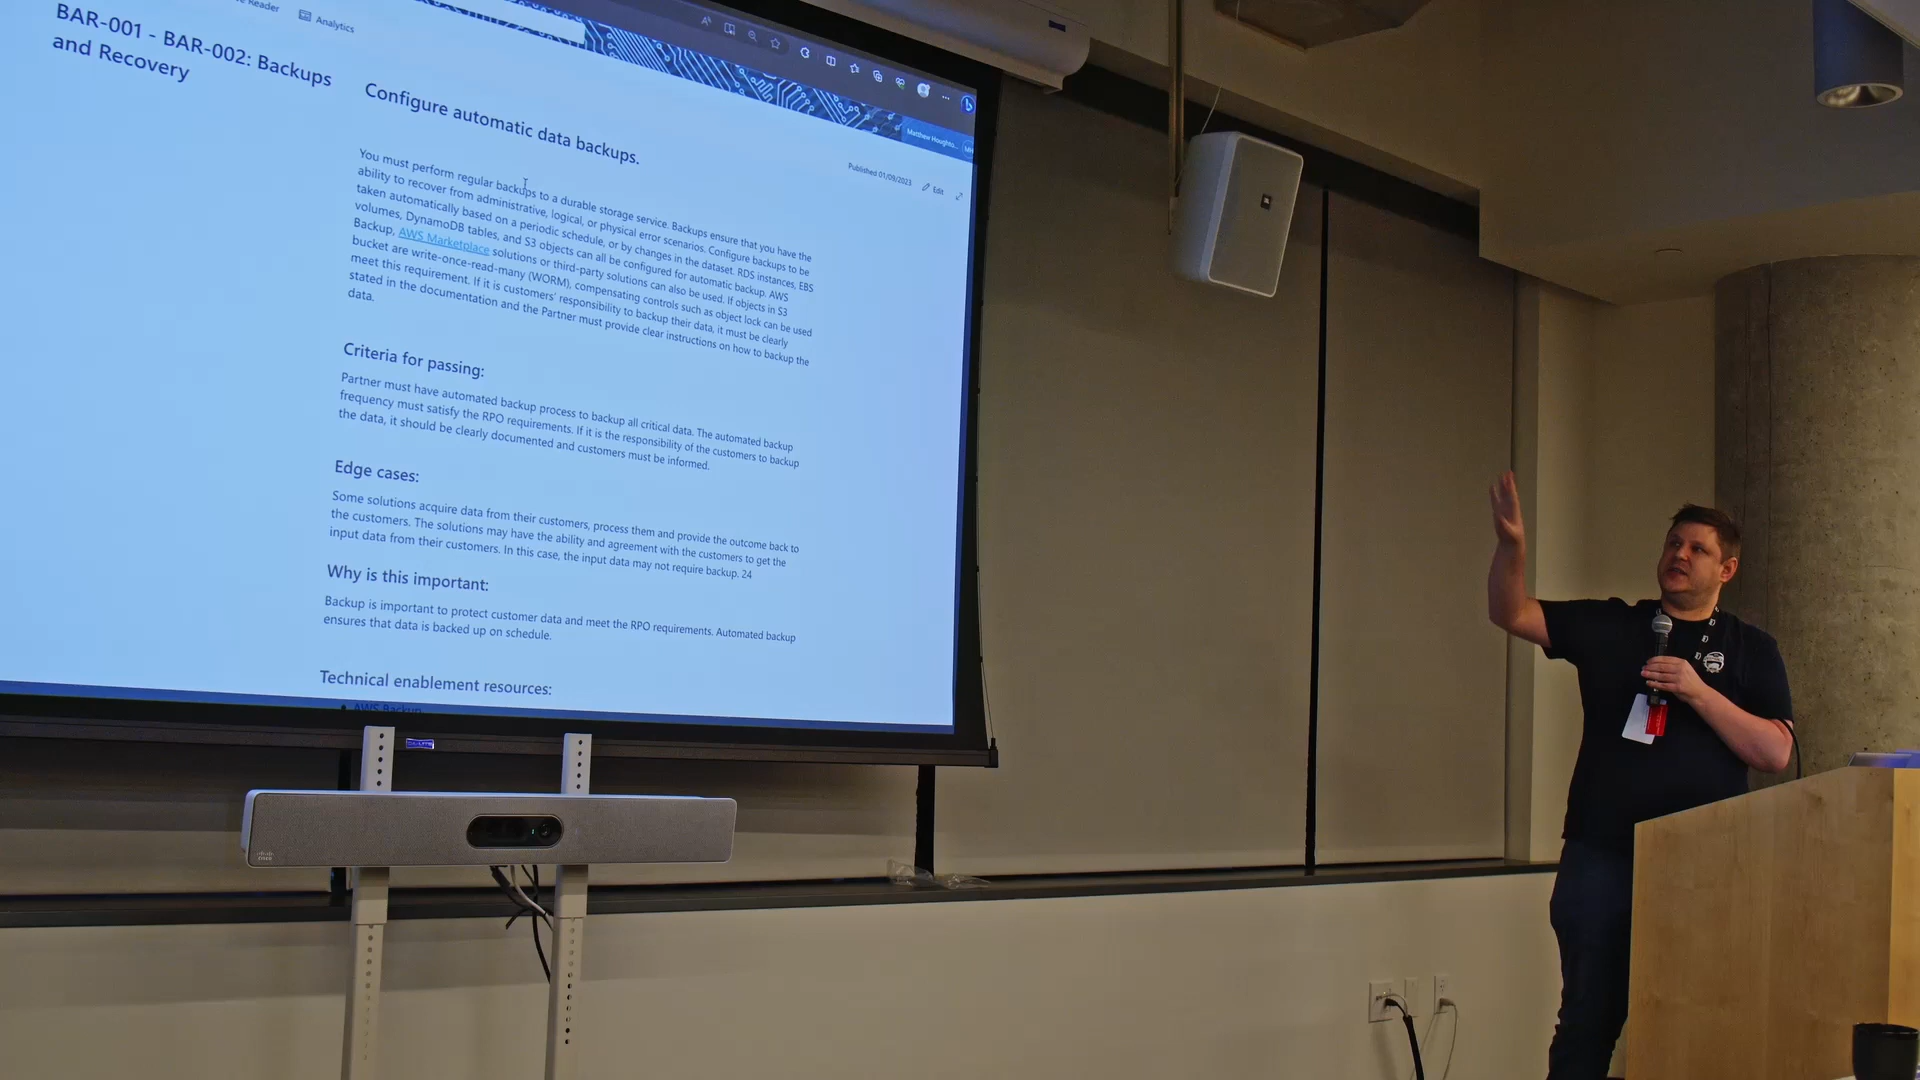 Reader
Analytics
BAR-001 - BAR-002: Backups
and Recovery
Matthew Houghto...
MH
Published 01/09/2023
Edit
Configure automatic data backups.
You must perform regular backups to a durable storage service. Backups ensure that you have the
ability to recover from administrative, logical, or physical error scenarios. Configure backups to be
taken automatically based on a periodic schedule, or by changes in the dataset. RDS instances, EBS
volumes, DynamoDB tables, and S3 objects can all be configured for automatic backup. AWS
Backup, AWS Marketplace solutions or third-party solutions can also be used. If objects in S3
bucket are write-once-read-many (WORM), compensating controls such as object lock can be used
meet this requirement. If it is customers' responsibility to backup their data, it must be clearly
stated in the documentation and the Partner must provide clear instructions on how to backup the
data.
Criteria for passing:
Partner must have automated backup process to backup all critical data. The automated backup
frequency must satisfy the RPO requirements. If it is the responsibility of the customers to backup
the data, it should be clearly documented and customers must be informed.
Edge cases:
Some solutions acquire data from their customers, process them and provide the outcome back to
the customers. The solutions may have the ability and agreement with the customers to get the
input data from their customers. In this case, the input data may not require backup. 24
Why is this important:
Backup is important to protect customer data and meet the RPO requirements. Automated backup
ensures that data is backed up on schedule.
Technical enablement resources:
AWS Backup
JBL
CISCO